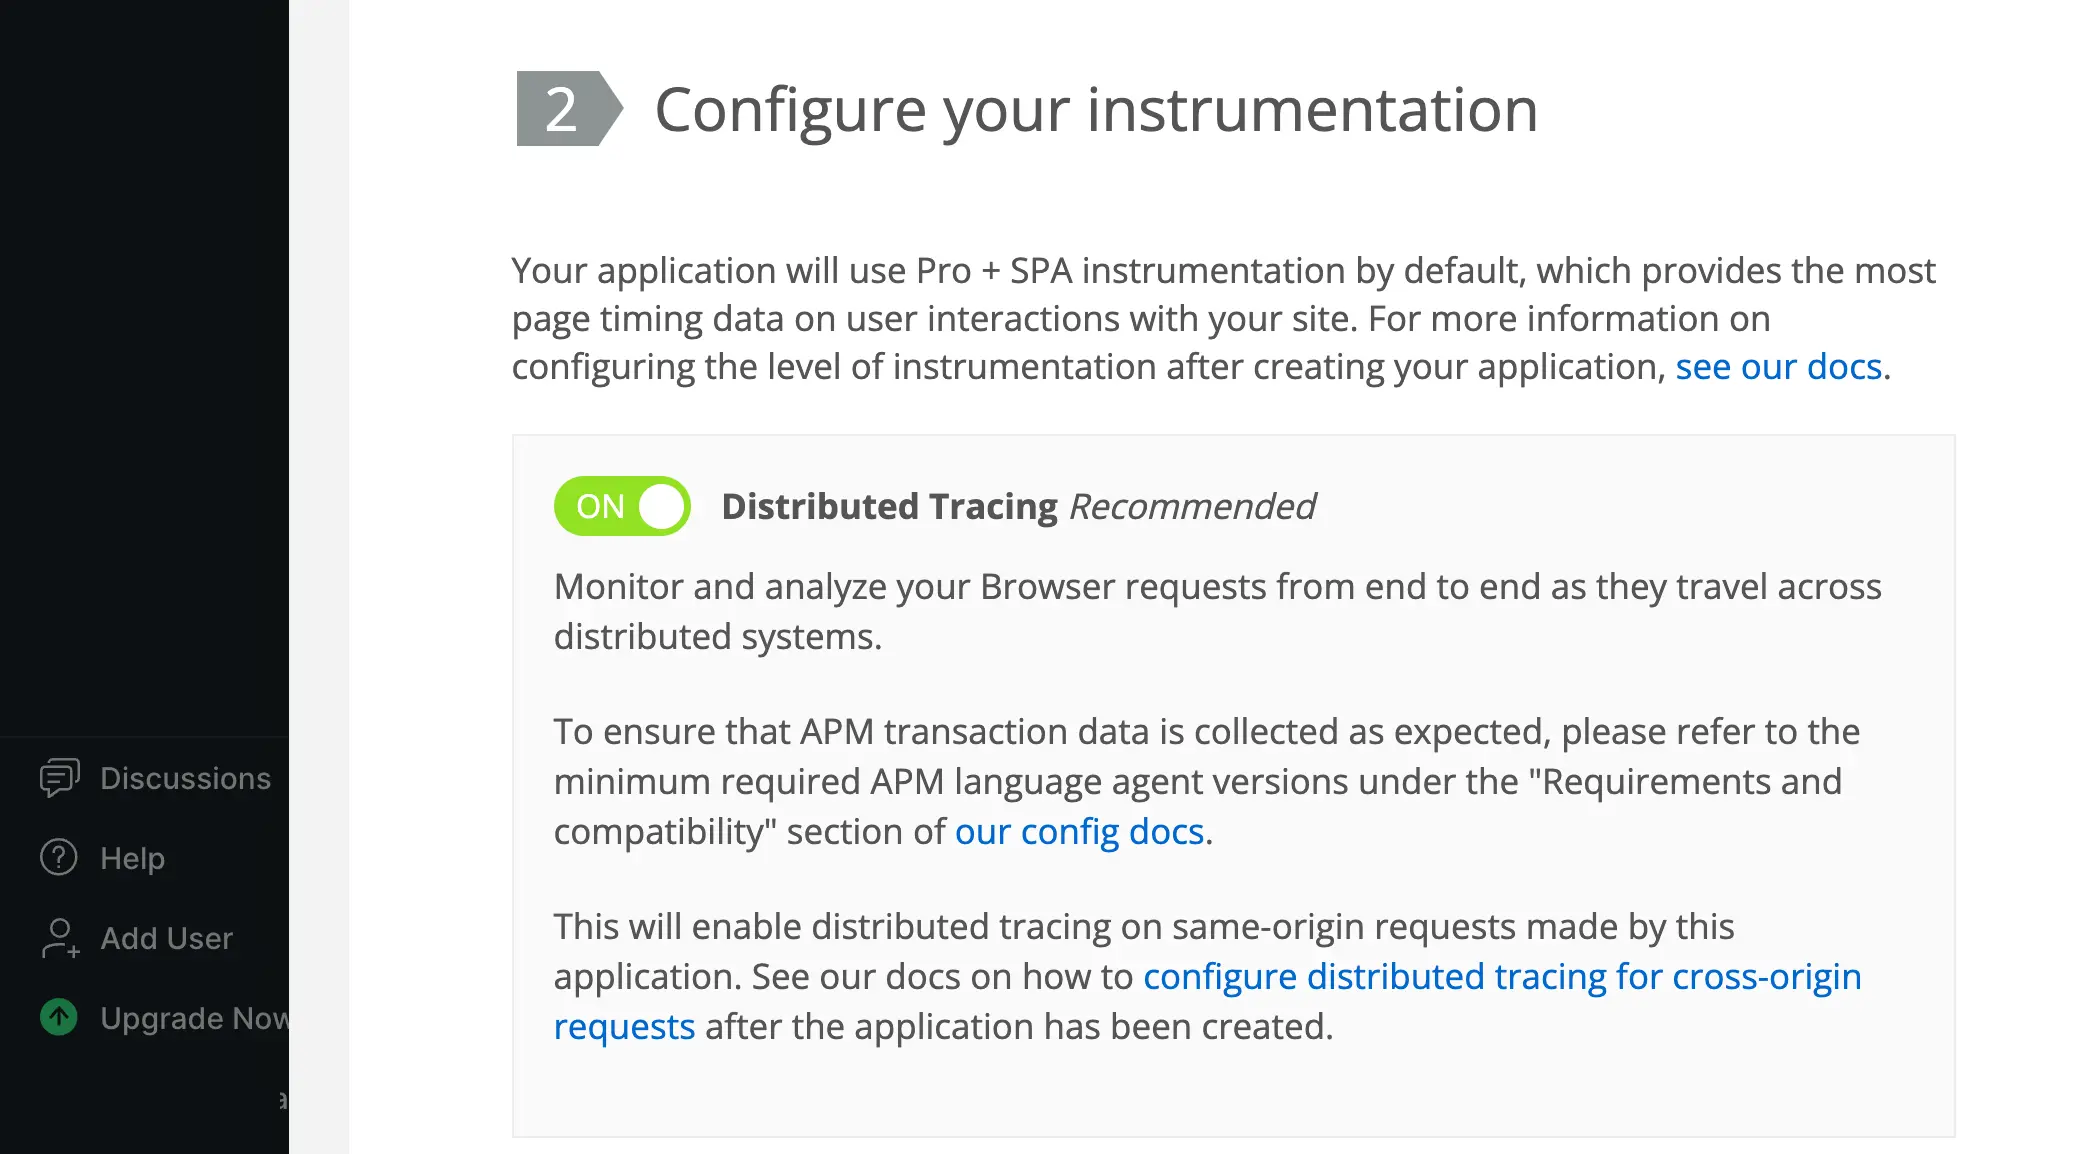 2 Configure your instrumentation
Your application will use Pro + SPA instrumentation by default, which provides the most
page timing data on user interactions with your site. For more information on
configuring the level of instrumentation after creating your application, see our docs.
ON Distributed Tracing Recommended
Monitor and analyze your Browser requests from end to end as they travel across
distributed systems.
To ensure that APM transaction data is collected as expected, please refer to the
minimum required APM language agent versions under the "Requirements and
compatibility" section of our config docs.
This will enable distributed tracing on same-origin requests made by this
application. See our docs on how to configure distributed tracing for cross-origin
requests after the application has been created.
Discussions
Help
Add User
Upgrade Now